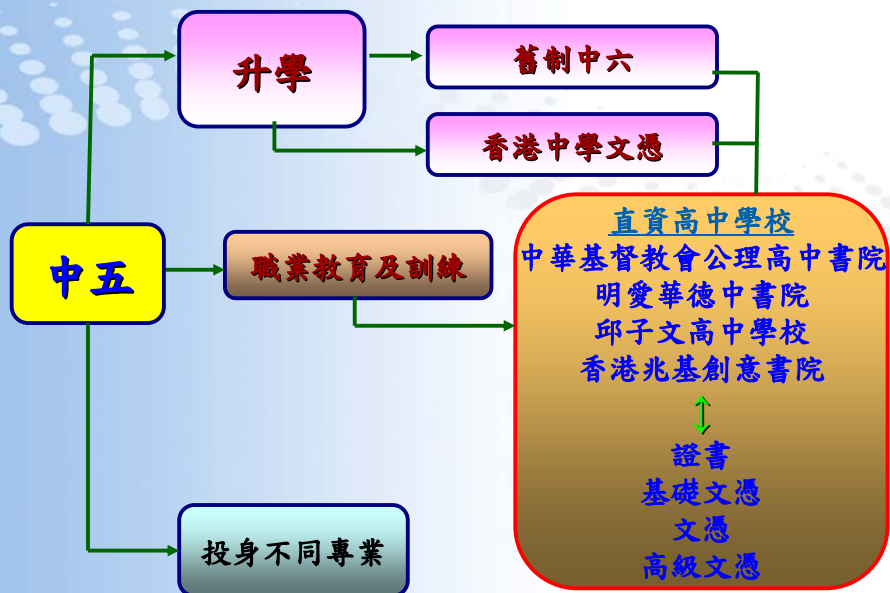 升學
舊制中六
香港中學文憑
中五
職業教育及訓練
直資高中學校
中華基督教會公理高中書院
明愛華德中書院
邱子文高中學校
香港兆基創意書院
證書
基礎文憑
文憑
高級文憑
投身不同專業